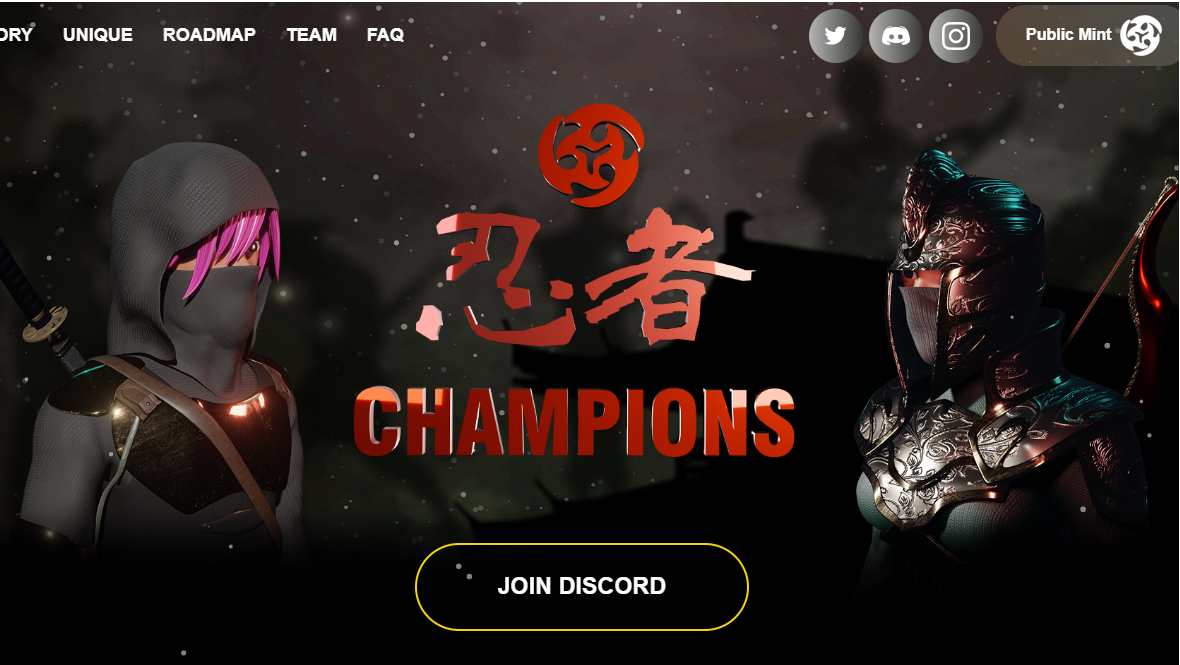 ORY UNIQUE ROADMAP TEAM FAQ Public Mint
忍者
CHAMPIONS
JOIN DISCORD